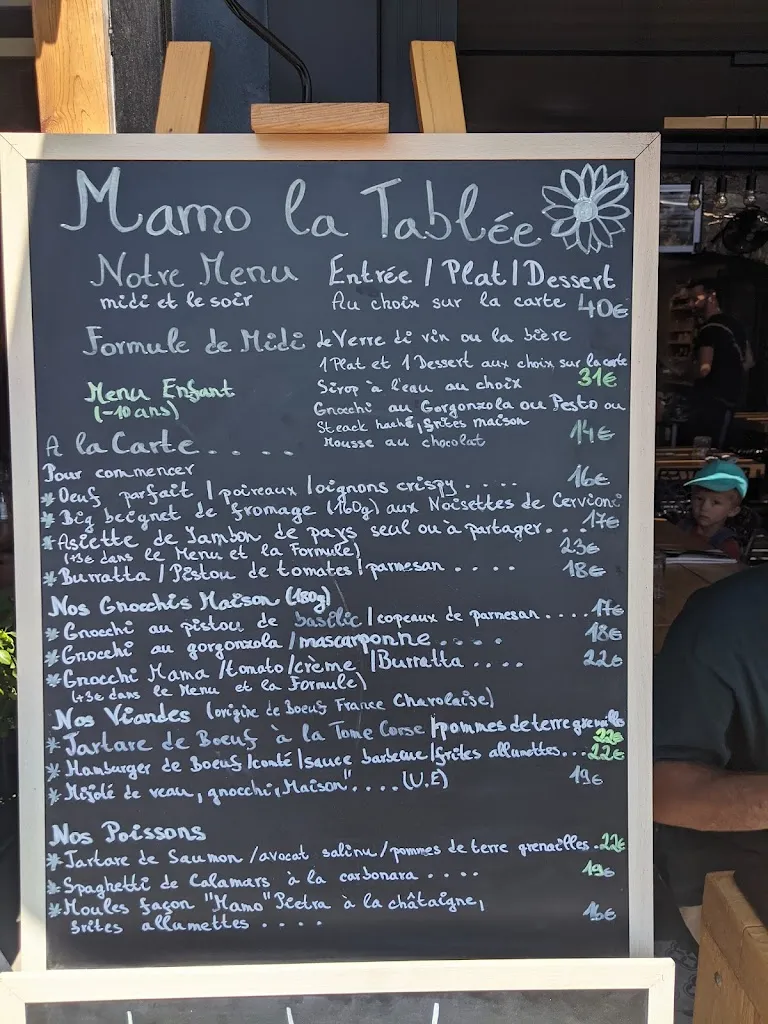 Mamo la Tablée
Notre Menu Entrée / Plat / Dessert
midi et le soir Au choix sur la carte 40€
Formule de Midi de Verre di vin ou la bière
1 Plat et 1 Dessert aux choix sur la carte
31€
Menu Enfant Sirop à l'eau au choix
(-10 ans) Gnocchi au Gorgonzola ou Pesto ou
Steack haché, frites maison
Mousse au chocolat 14€
A la Carte....
Pour commencer
* Oeuf parfait / poireaux / oignons crispy.... 16€
* Big beignet de fromage (160g) aux Noisettes de Cervioni 17€
* Asiette de Jambon de pays seul ou à partager... 23€
(+3€ dans le Menu et la Formule)
* Burratta / Pistou de tomates / parmesan.... 18€
Nos Gnocchis Maison (180g)
* Gnocchi au pistou de basilic / copeaux de parmesan.... 17€
* Gnocchi au gorgonzola / mascarponne.... 18€
* Gnocchi Mama / tomato / crème / Burratta.... 22€
(+3€ dans le Menu et la Formule)
Nos Viandes (origine de Boeuf France Charolaise)
* Tartare de Boeuf à la Tome Corse / pommes de terre grenailles 22€
* Hamburger de Boeuf / conté / sauce barbecue / frites allumettes... 22€
* Mijoté de veau, gnocchi, Maison".... (U.E) 19€
Nos Poissons
* Tartare de Saumon / avocat salinu / pommes de terre grenailles. 22€
* Spaghetti de Calamars à la carbonara.... 19€
* Moules façon "Mamo" Pietra à la châtaigne,
frites allumettes.... 16€